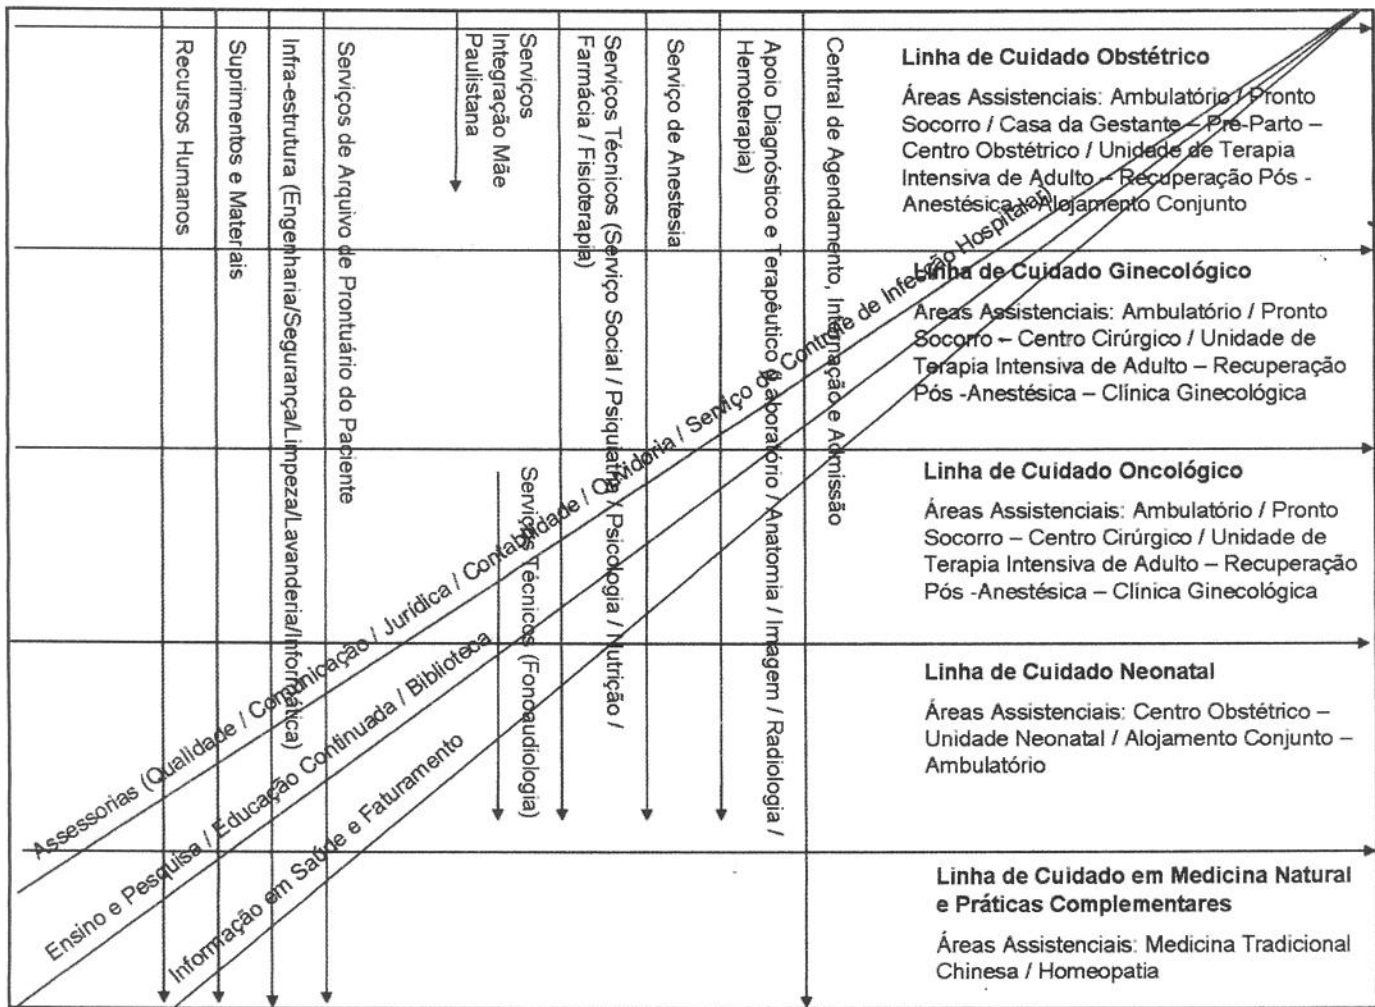 Recursos Humanos
Suprimentos e Materiais
Infra-estrutura (Engenharia/Segurança/Limpeza/Lavanderia/Informática)
Serviços de Arquivo de Prontuário do Paciente
Serviços
Integração Mãe
Paulistana
Serviços Técnicos (Serviço Social / Psiquiatria / Psicologia / Nutrição /
Farmácia / Fisioterapia)
Serviço de Anestesia
Apoio Diagnóstico e Terapêutico (Laboratório / Anatomia / Imagem / Radiologia /
Hemoterapia)
Central de Agendamento, Internação e Admissão
Serviços Técnicos (Fonoaudiologia)
Assessorias (Qualidade / Comunicação / Jurídica / Contabilidade / Ouvidoria / Serviço de Controle de Infecção Hospitalar)
Ensino e Pesquisa / Educação Continuada / Biblioteca
Informação em Saúde e Faturamento
Linha de Cuidado Obstétrico
Áreas Assistenciais: Ambulatório / Pronto
Socorro / Casa da Gestante – Pré-Parto –
Centro Obstétrico / Unidade de Terapia
Intensiva de Adulto – Recuperação Pós -
Anestésica – Alojamento Conjunto
Linha de Cuidado Ginecológico
Áreas Assistenciais: Ambulatório / Pronto
Socorro – Centro Cirúrgico / Unidade de
Terapia Intensiva de Adulto – Recuperação
Pós -Anestésica – Clínica Ginecológica
Linha de Cuidado Oncológico
Áreas Assistenciais: Ambulatório / Pronto
Socorro – Centro Cirúrgico / Unidade de
Terapia Intensiva de Adulto – Recuperação
Pós -Anestésica – Clínica Ginecológica
Linha de Cuidado Neonatal
Áreas Assistenciais: Centro Obstétrico –
Unidade Neonatal / Alojamento Conjunto –
Ambulatório
Linha de Cuidado em Medicina Natural
e Práticas Complementares
Áreas Assistenciais: Medicina Tradicional
Chinesa / Homeopatia